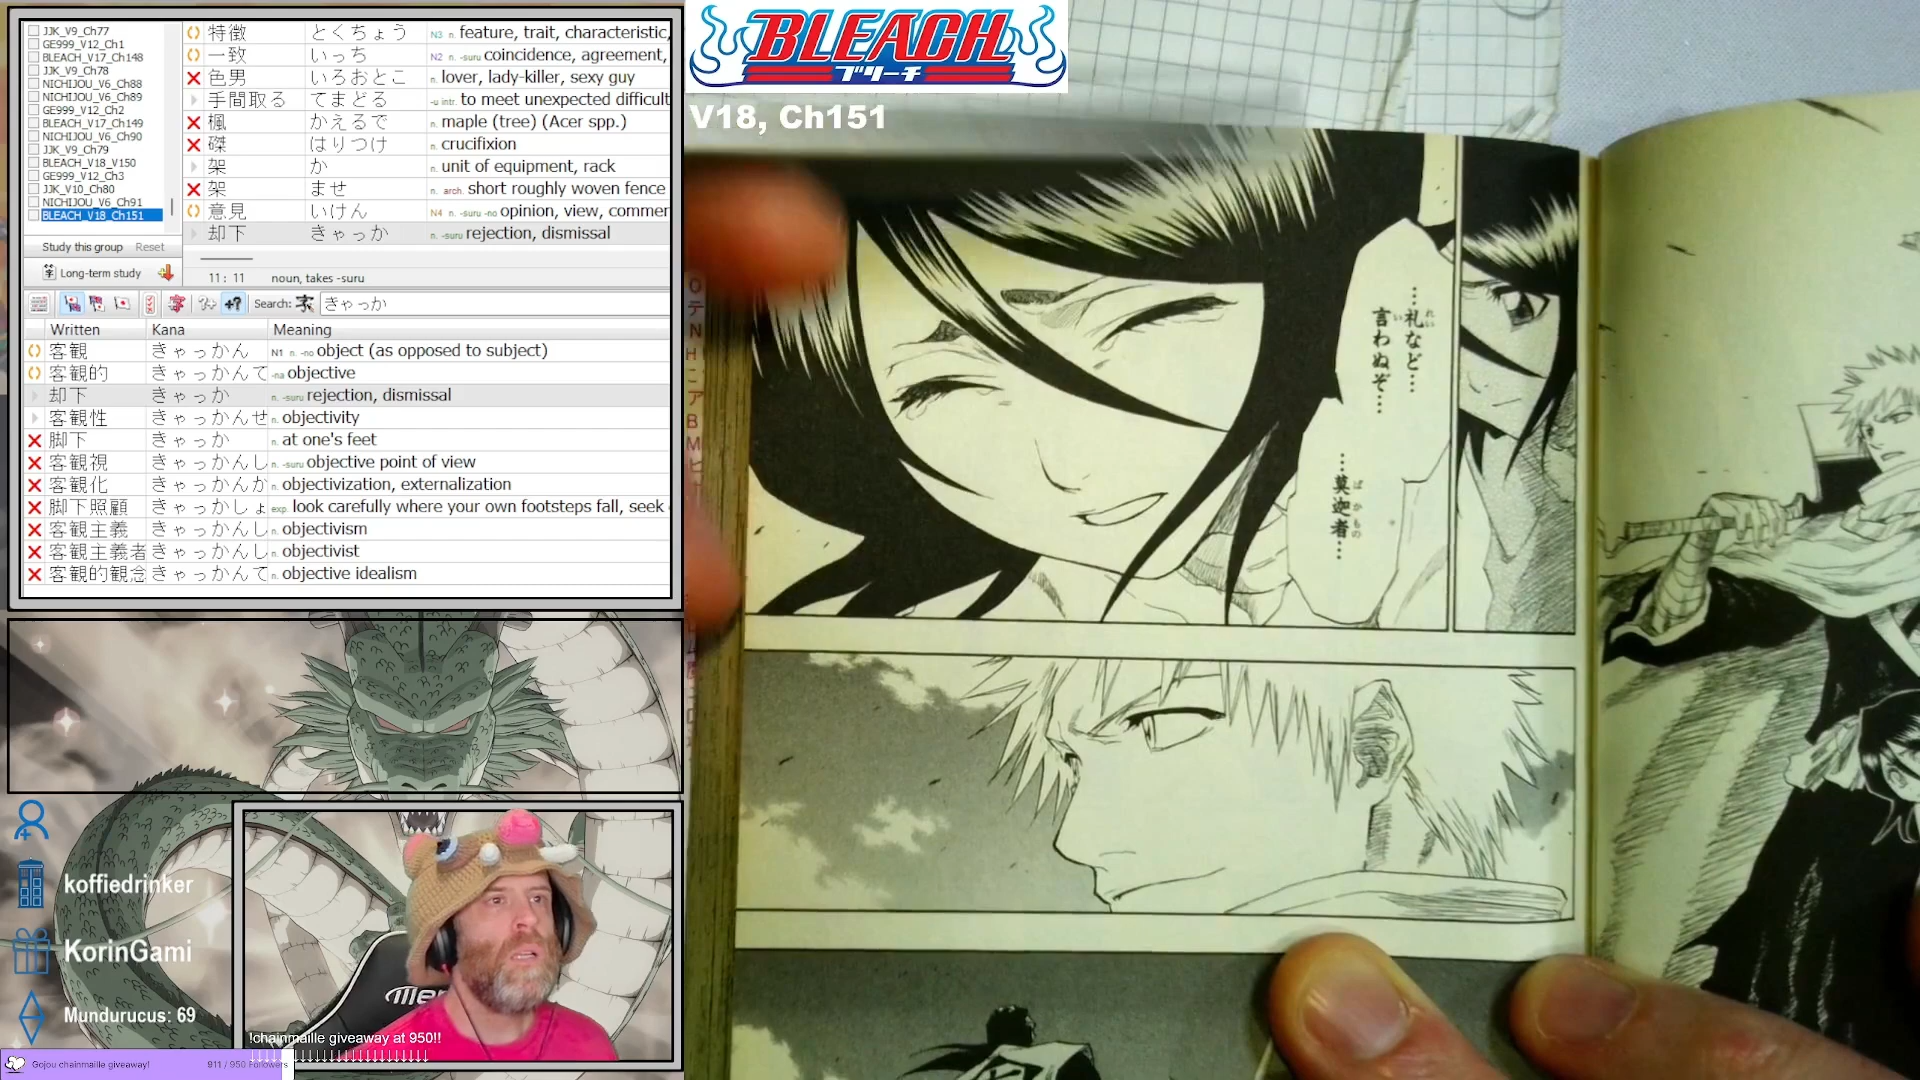 JJK_V9_Ch77
GE999_V12_Ch1
BLEACH_V17_Ch148
JJK_V9_Ch78
NICHIJOU_V6_Ch88
NICHIJOU_V6_Ch89
GE999_V12_Ch2
BLEACH_V17_Ch149
NICHIJOU_V6_Ch90
JJK_V9_Ch79
BLEACH_V18_V150
GE999_V12_Ch3
JJK_V10_Ch80
NICHIJOU_V6_Ch91
BLEACH_V18_Ch151
Study this group Reset
Long-term study
特徴 とくちょう N3 n. feature, trait, characteristic,
一致 いっち N2 n. -suru coincidence, agreement,
色男 いろおとこ n. lover, lady-killer, sexy guy
手間取る てまどる -u intr. to meet unexpected difficult
楓 かえるで n. maple (tree) (Acer spp.)
磔 はりつけ n. crucifixion
架 か n. unit of equipment, rack
架 ませ n. arch. short roughly woven fence
意見 いけん N4 n. -suru -no opinion, view, commer
却下 きゃっか n. -suru rejection, dismissal
11: 11 noun, takes -suru
Search: きゃっか
Written Kana Meaning
客観 きゃっかん N1 n. -no object (as opposed to subject)
客観的 きゃっかんて -na objective
却下 きゃっか n. -suru rejection, dismissal
客観性 きゃっかんせ n. objectivity
脚下 きゃっか n. at one's feet
客観視 きゃっかんし n. -suru objective point of view
客観化 きゃっかんか n. objectivization, externalization
脚下照顧 きゃっかしょ exp. look carefully where your own footsteps fall, seek
客観主義 きゃっかんし n. objectivism
客観主義者 きゃっかんし n. objectivist
客観的観念 きゃっかんて n. objective idealism
BLEACH
ブリーチ
V18, Ch151
…礼など…
言わぬぞ…
…莫迦者…
koffiedrinker
KorinGami
Mundurucus: 69
!chainmaille giveaway at 950!!
Gojou chainmaille giveaway! 911 / 950 Followers